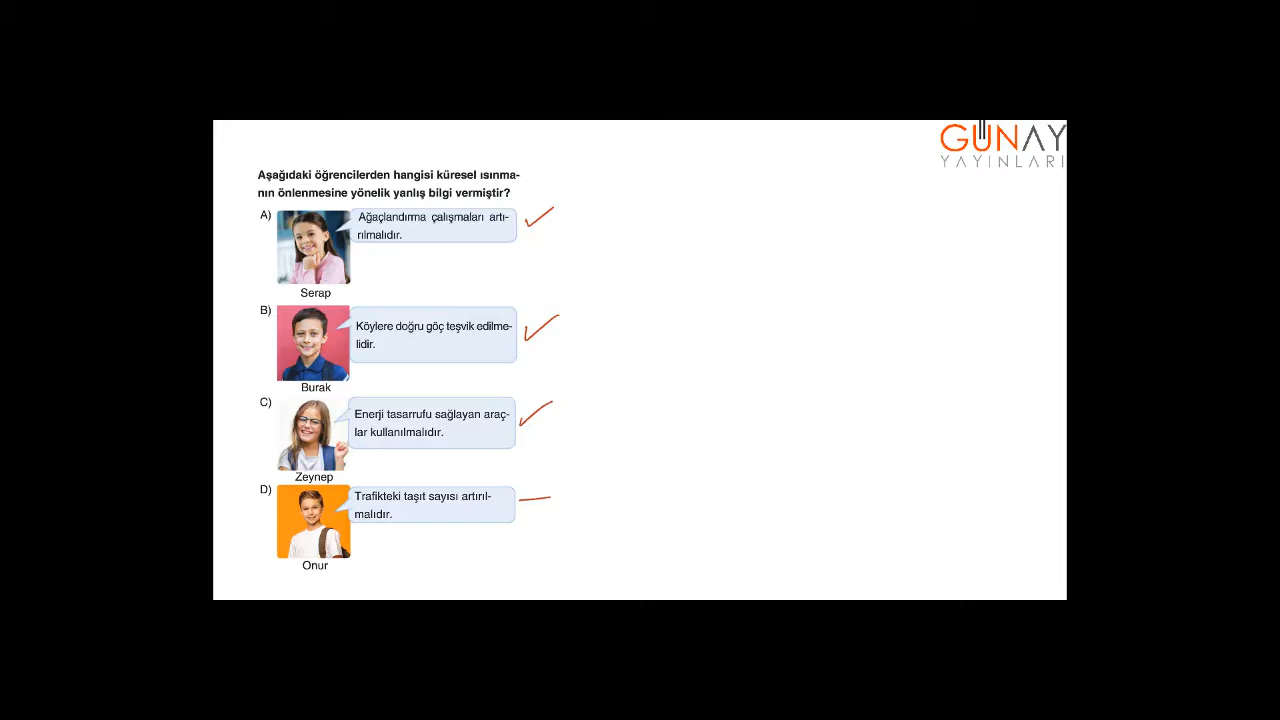 GÜNAY
YAYINLARI
Aşağıdaki öğrencilerden hangisi küresel ısınma-
nın önlenmesine yönelik yanlış bilgi vermiştir?
A)
Ağaçlandırma çalışmaları artı-
rılmalıdır.
Serap
B)
Köylere doğru göç teşvik edilme-
lidir.
Burak
C)
Enerji tasarrufu sağlayan araç-
lar kullanılmalıdır.
Zeynep
D)
Trafikteki taşıt sayısı artırıl-
malıdır.
Onur